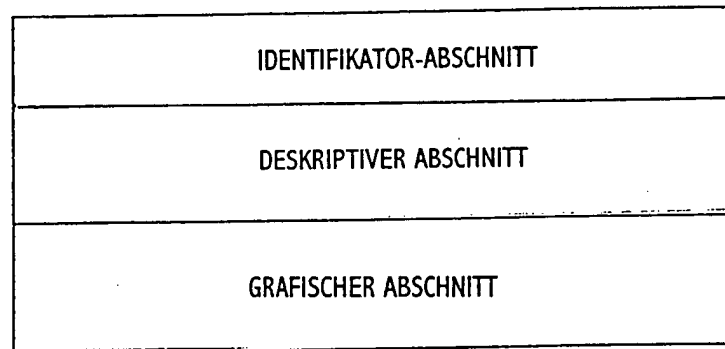 IDENTIFIKATOR-ABSCHNITT
DESKRIPTIVER ABSCHNITT
GRAFISCHER ABSCHNITT